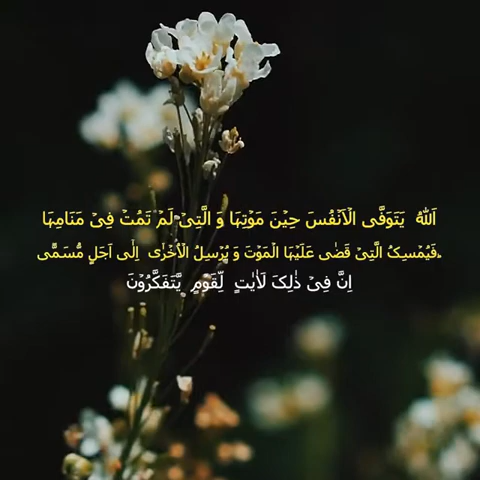 اَللّٰهُ یَتَوَفَّی الۡاَنۡفُسَ حِیۡنَ مَوۡتِہَا وَ الَّتِیۡ لَمۡ تَمُتۡ فِیۡ مَنَامِہَا
فَیُمۡسِکُ الَّتِیۡ قَضٰی عَلَیۡہَا الۡمَوۡتَ وَ یُرۡسِلُ الۡاُخۡرٰۤی اِلٰۤی اَجَلٍ مُّسَمًّی
اِنَّ فِیۡ ذٰلِکَ لَاٰیٰتٍ لِّقَوۡمٍ یَّتَفَکَّرُوۡنَ